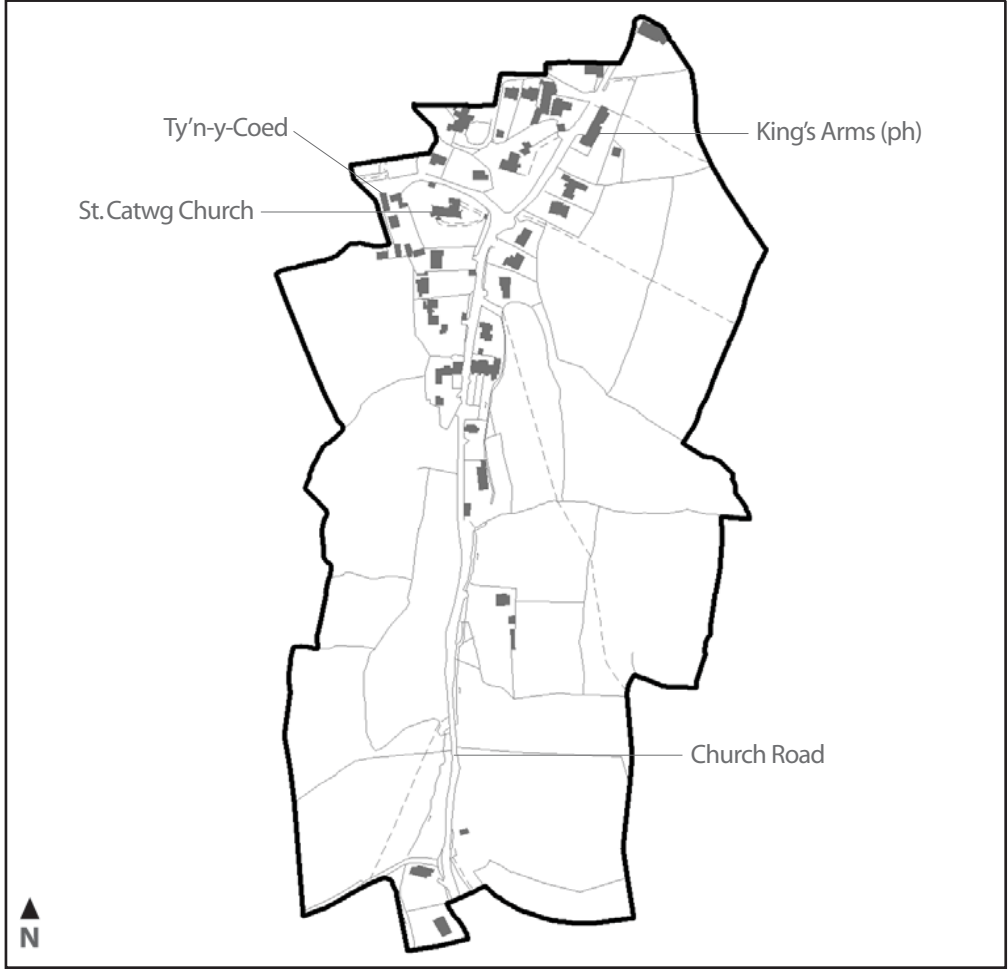 Ty’n-y-Coed
King’s Arms (ph)
St. Catwg Church
Church Road
N